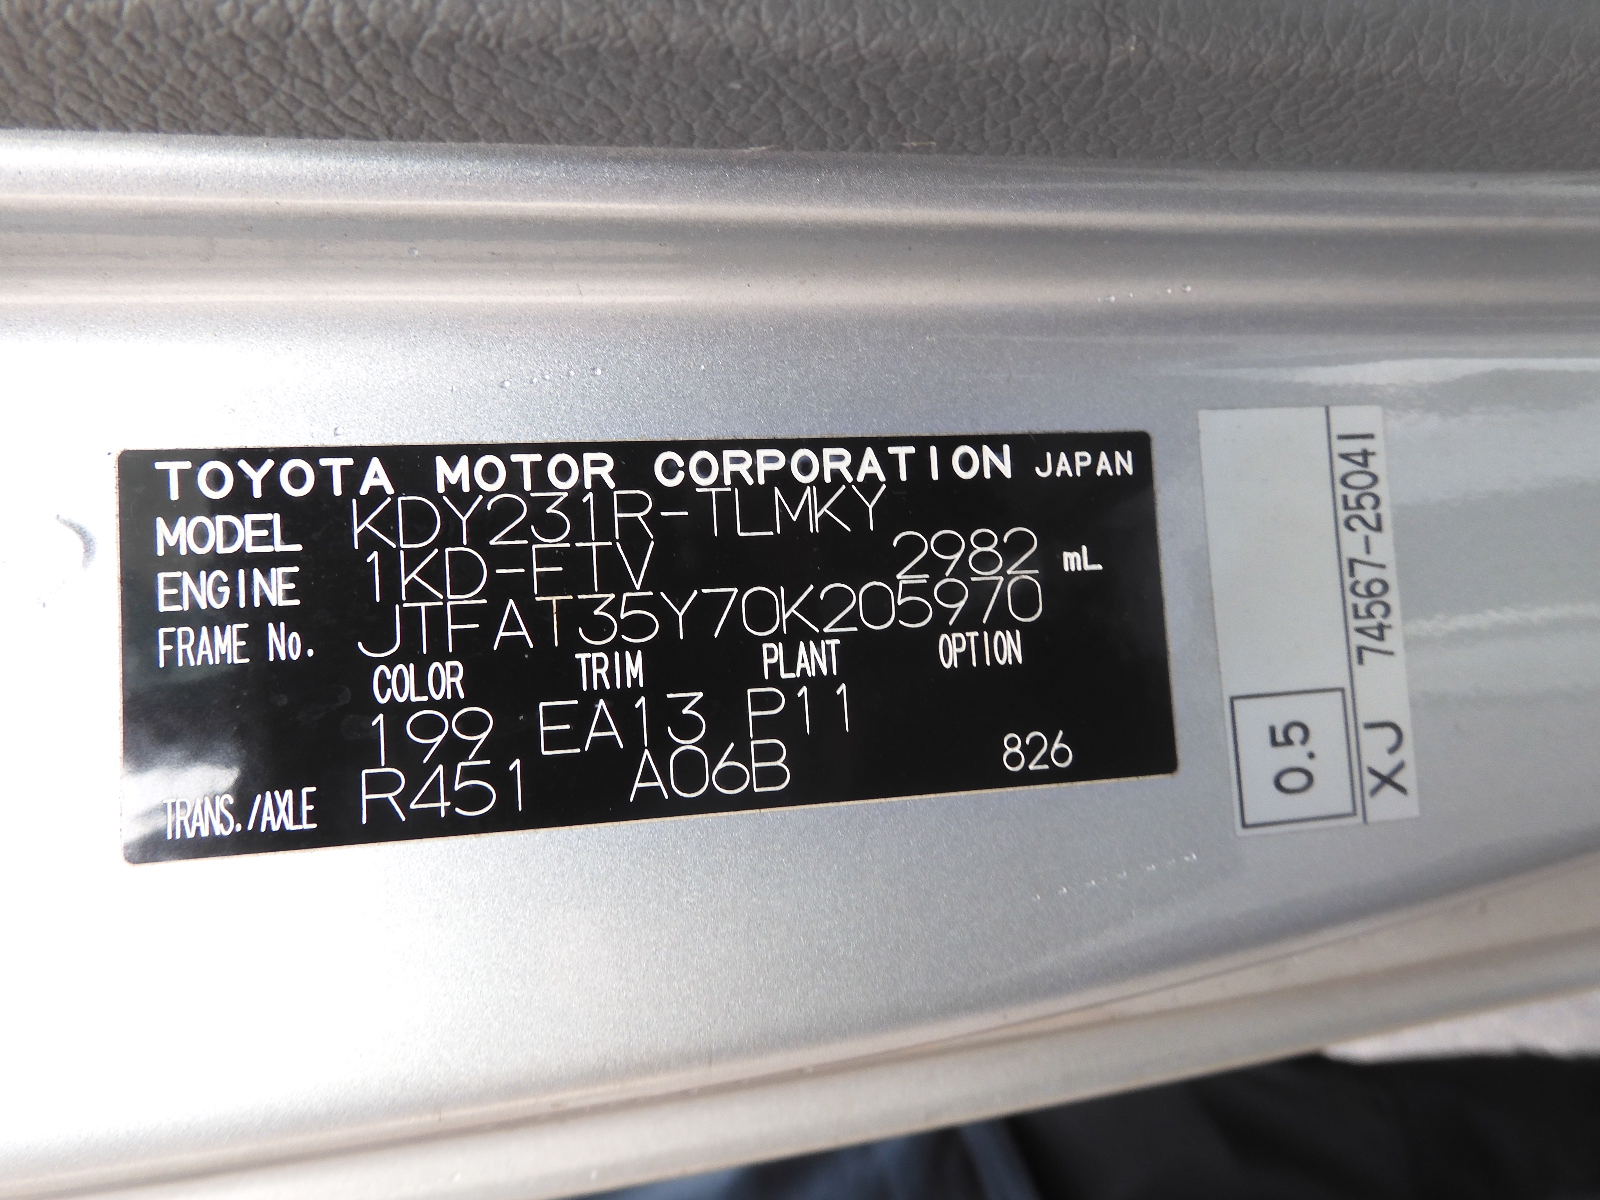 TOYOTA MOTOR CORPORATION JAPAN
MODEL KDY231R-TLMKY
ENGINE 1KD-FTV 2982 mL
FRAME No. JTFAT35Y70K205970
COLOR TRIM PLANT OPTION
199 EA13 P11
TRANS./AXLE R451 A06B 826
0.5
XJ 74567-25041